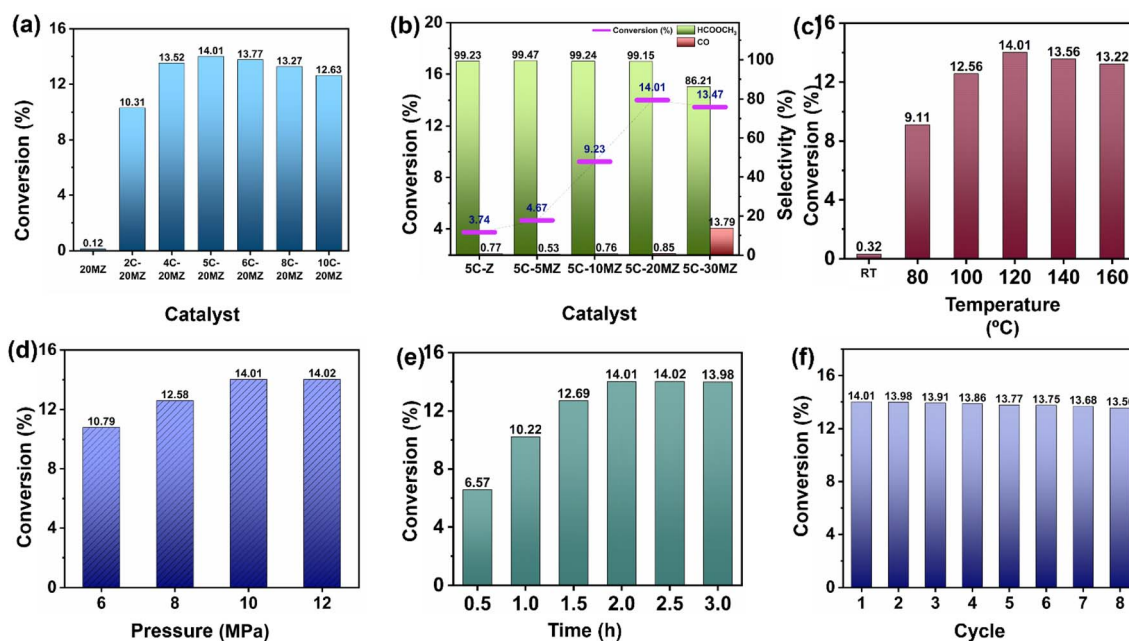 (a)
16
12
8
4
0
Conversion (%)
0.12
10.31
13.52
14.01
13.77
13.27
12.63
20MZ
2C-
20MZ
4C-
20MZ
5C-
20MZ
6C-
20MZ
8C-
20MZ
10C-
20MZ
Catalyst
(b)
Conversion (%)
HCOOCH₃
CO
20
16
12
8
4
Conversion (%)
99.23
99.47
99.24
99.15
86.21
3.74
4.67
9.23
14.01
13.47
0.77
0.53
0.76
0.85
13.79
100
80
60
40
20
0
Selectivity (%)
5C-Z
5C-5MZ
5C-10MZ
5C-20MZ
5C-30MZ
Catalyst
(c)
16
12
8
4
0
Conversion (%)
0.32
9.11
12.56
14.01
13.56
13.22
RT
80
100
120
140
160
Temperature
(ºC)
(d)
16
12
8
4
0
Conversion (%)
10.79
12.58
14.01
14.02
6
8
10
12
Pressure (MPa)
(e)
16
12
8
4
0
Conversion (%)
6.57
10.22
12.69
14.01
14.02
13.98
0.5
1.0
1.5
2.0
2.5
3.0
Time (h)
(f)
16
12
8
4
0
Conversion (%)
14.01
13.98
13.91
13.86
13.77
13.75
13.68
1
2
3
4
5
6
7
8
Cycle